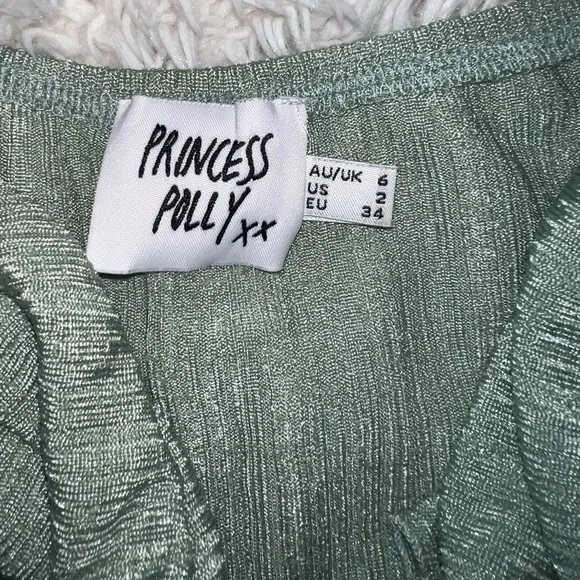 PRINCESS
POLLY xx
AU/UK 6
US 2
EU 34